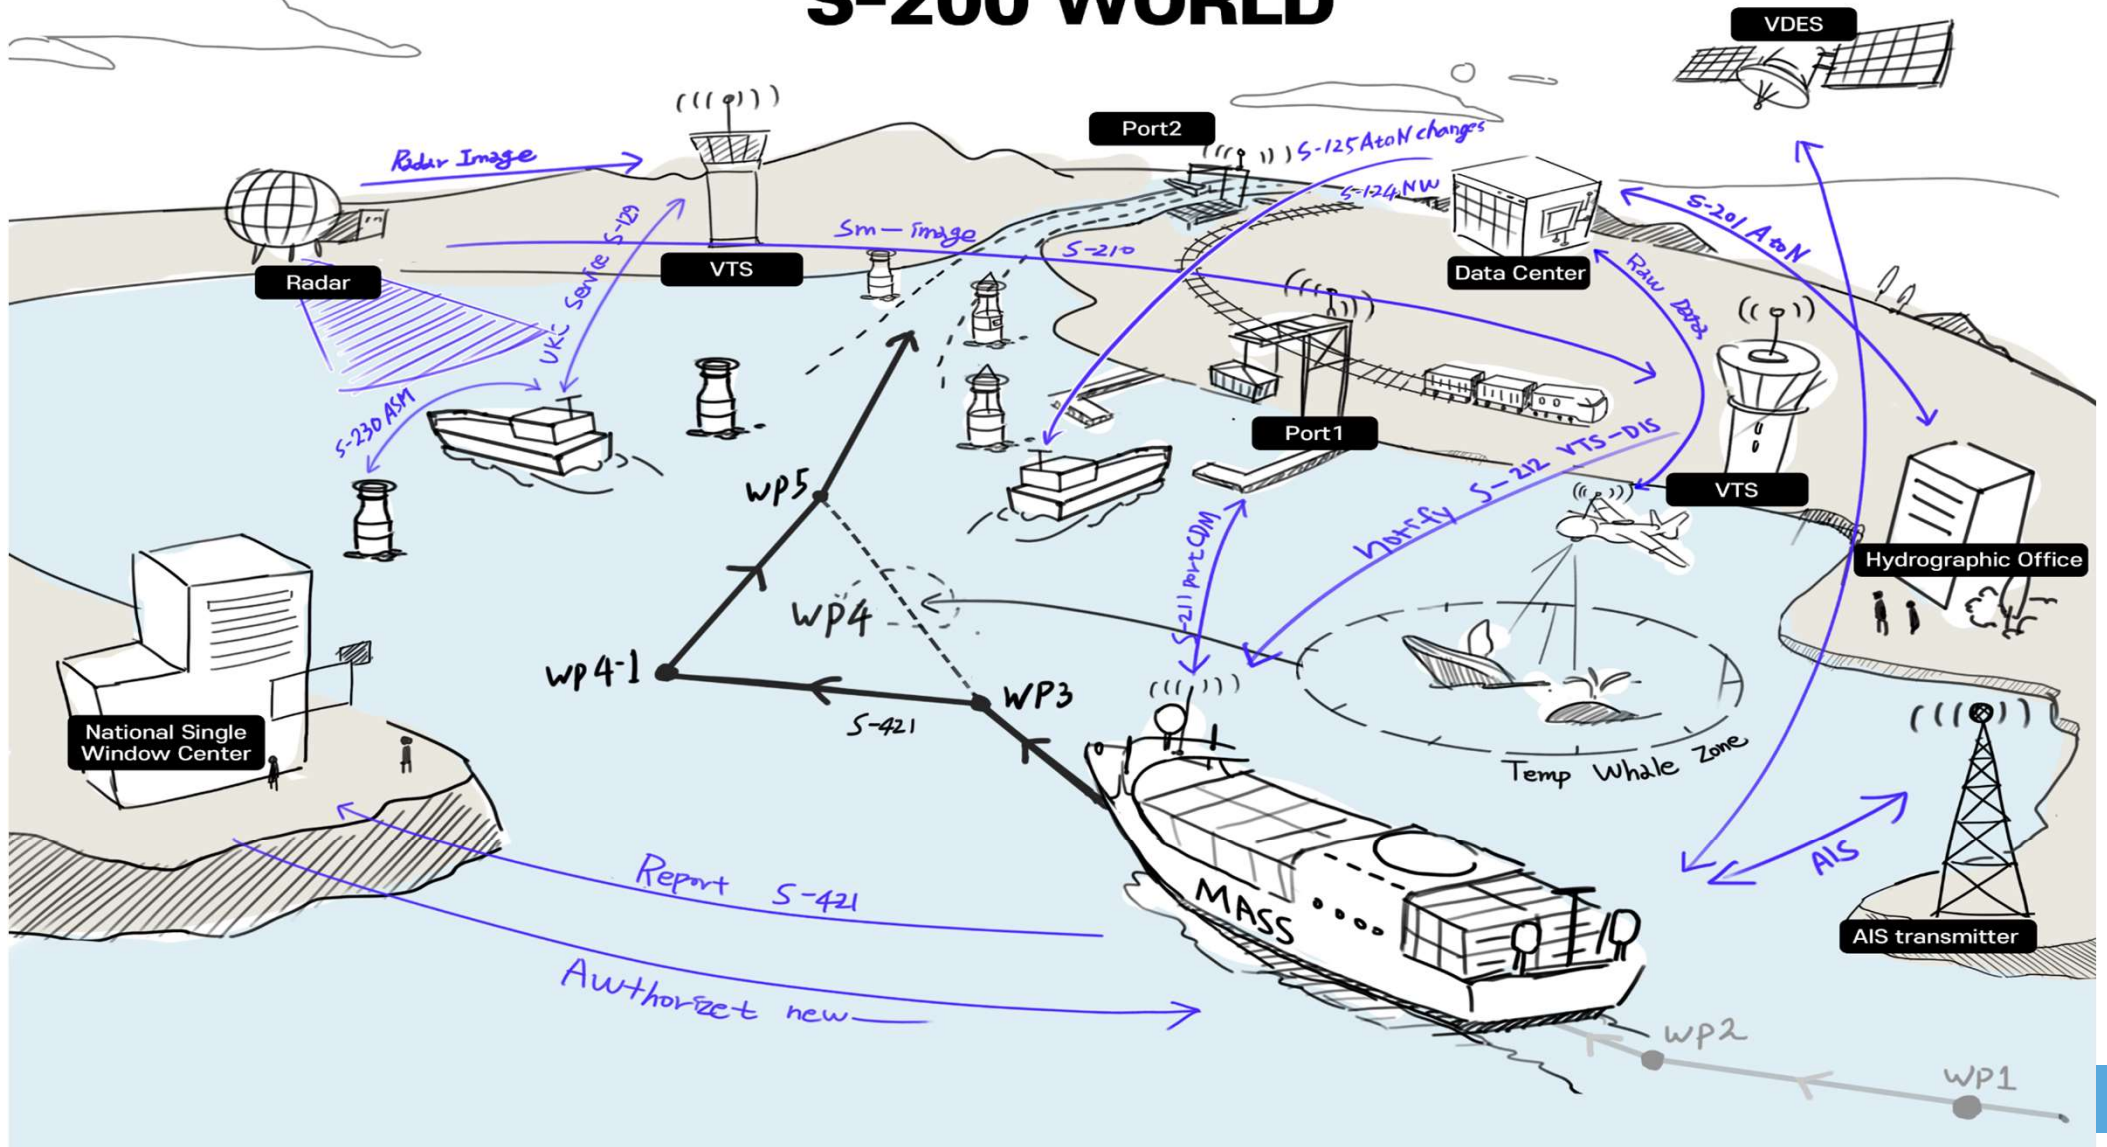 S-200 WORLD
VDES
Port2
S-125 AtoN changes
Radar Image
S-124 NW
S-201 AtoN
UKC Service S-129
Sm-image
S-210
VTS
Radar
Data Center
Raw Data
S-230 ASM
Port1
S-212 VTS-DIS
VTS
WP5
Notify
S-211 portCDM
Hydrographic Office
WP4
WP4-1
WP3
S-421
National Single
Window Center
Temp Whale Zone
AIS
Report S-421
MASS
AIS transmitter
Awthorizet new
WP2
WP1